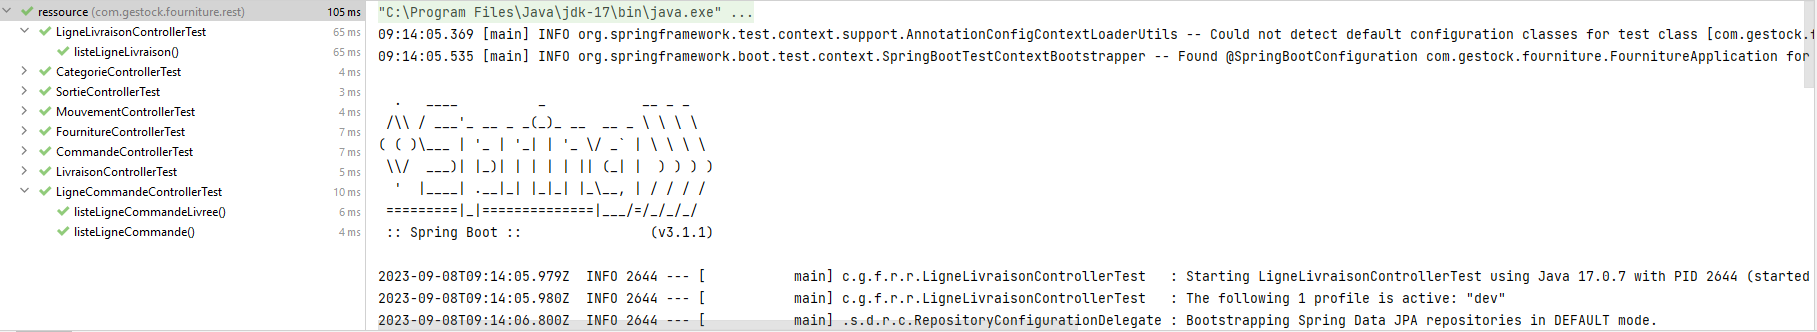 ressource (com.gestock.fourniture.rest) 105 ms
LigneLivraisonControllerTest 65 ms
listeLigneLivraison() 65 ms
CategorieControllerTest 4 ms
SortieControllerTest 3 ms
MouvementControllerTest 4 ms
FournitureControllerTest 7 ms
CommandeControllerTest 7 ms
LivraisonControllerTest 5 ms
LigneCommandeControllerTest 10 ms
listeLigneCommandeLivree() 6 ms
listeLigneCommande() 4 ms
"C:\Program Files\Java\jdk-17\bin\java.exe" ...
09:14:05.369 [main] INFO org.springframework.test.context.support.AnnotationConfigContextLoaderUtils -- Could not detect default configuration classes for test class [com.gestock.f
09:14:05.535 [main] INFO org.springframework.boot.test.context.SpringBootTestContextBootstrapper -- Found @SpringBootConfiguration com.gestock.fourniture.FournitureApplication for
  .   ____          _            __ _ _
 /\\ / ___'_ __ _ _(_)_ __  __ _ \ \ \ \
( ( )\___ | '_ | '_| | '_ \/ _` | \ \ \ \
 \\/  ___)| |_)| | | | | || (_| |  ) ) ) )
  '  |____| .__|_| |_|_| |_\__, | / / / /
 =========|_|==============|___/=/_/_/_/
 :: Spring Boot ::                (v3.1.1)
2023-09-08T09:14:05.979Z  INFO 2644 --- [           main] c.g.f.r.r.LigneLivraisonControllerTest   : Starting LigneLivraisonControllerTest using Java 17.0.7 with PID 2644 (started
2023-09-08T09:14:05.980Z  INFO 2644 --- [           main] c.g.f.r.r.LigneLivraisonControllerTest   : The following 1 profile is active: "dev"
2023-09-08T09:14:06.800Z  INFO 2644 --- [           main] .s.d.r.c.RepositoryConfigurationDelegate : Bootstrapping Spring Data JPA repositories in DEFAULT mode.